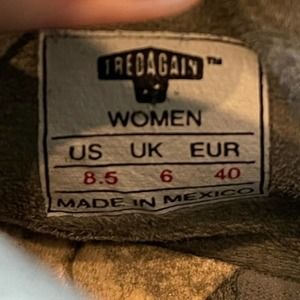 TREDAGAIN™
WOMEN
US UK EUR
8.5 6 40
MADE IN MEXICO